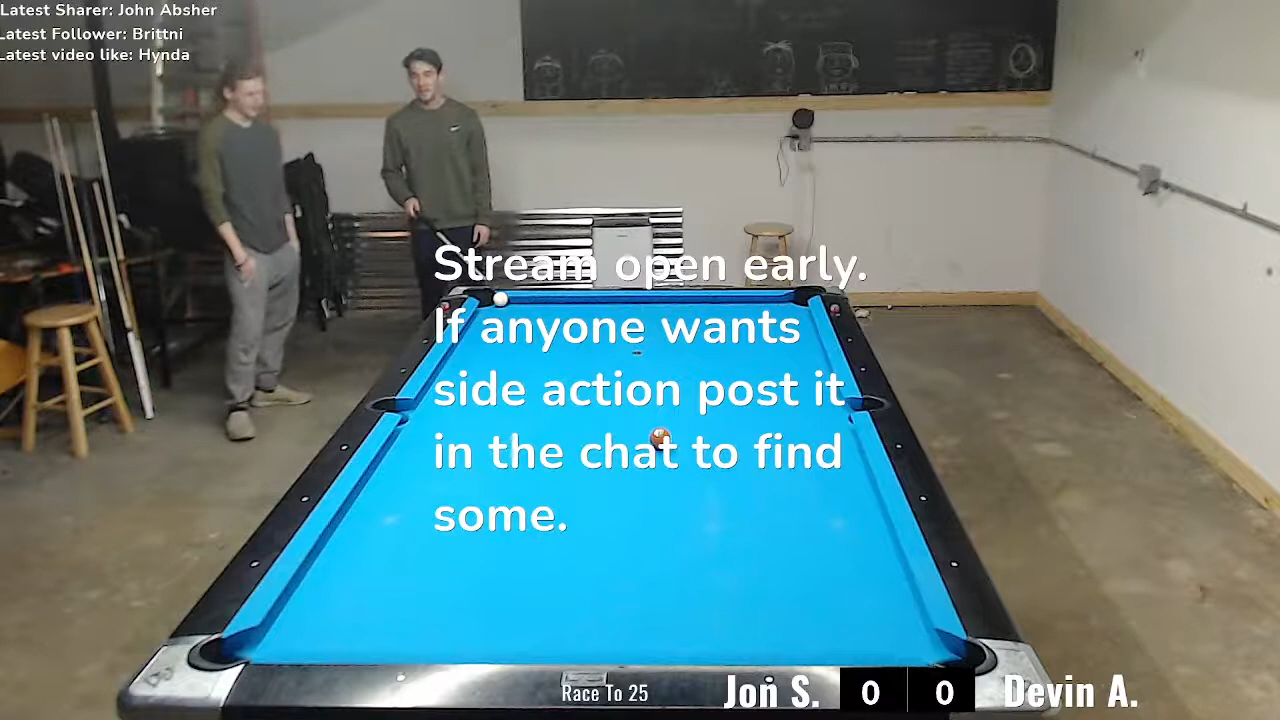 Latest Sharer: John Absher
Latest Follower: Brittni
Latest video like: Hynda
Stream open early.
If anyone wants
side action post it
in the chat to find
some.
Race To 25
Jon S. 0 0 Devin A.